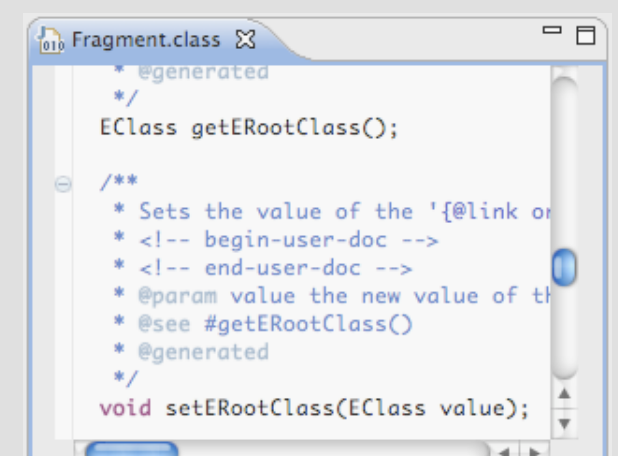 Fragment.class
* @generated
*/
EClass getERootClass();
/**
* Sets the value of the '{@link or
* <!-- begin-user-doc -->
* <!-- end-user-doc -->
* @param value the new value of th
* @see #getERootClass()
* @generated
*/
void setERootClass(EClass value);